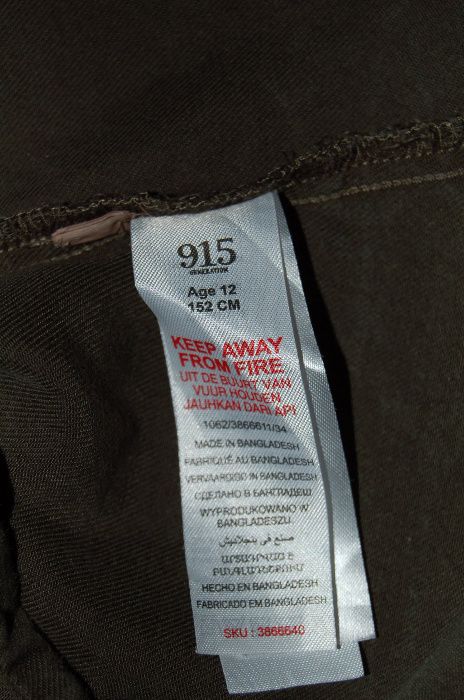 915
GENERATION
Age 12
152 CM
KEEP AWAY
FROM FIRE
UIT DE BUURT VAN
VUUR HOUDEN
JAUHKAN DARI API
1062/3866611/34
MADE IN BANGLADESH
FABRIQUÉ AU BANGLADESH
VERVAARDIGD IN BANGLADESH
СДЕЛАНО В БАНГЛАДЕШ
WYPRODUKOWANO W
BANGLADESZU
صنع في بنجلاديش
ԱՐՏԱԴՐՎԱԾ Է
ԲԱՆԳԼԱԴԵՇՈՒՄ
HECHO EN BANGLADESH
FABRICADO EM BANGLADESH
SKU : 3866640